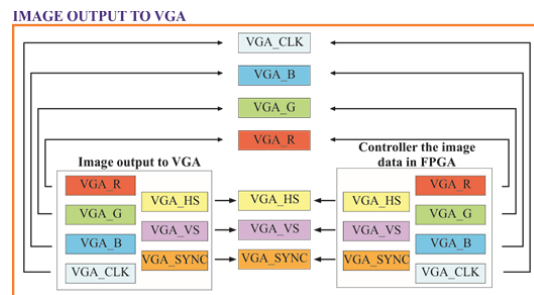 IMAGE OUTPUT TO VGA
VGA_CLK
VGA_B
VGA_G
VGA_R
Image output to VGA
VGA_R
VGA_HS
VGA_G
VGA_VS
VGA_B
VGA_SYNC
VGA_CLK
VGA_HS
VGA_VS
VGA_SYNC
Controller the image
data in FPGA
VGA_R
VGA_HS
VGA_G
VGA_VS
VGA_B
VGA_SYNC
VGA_CLK